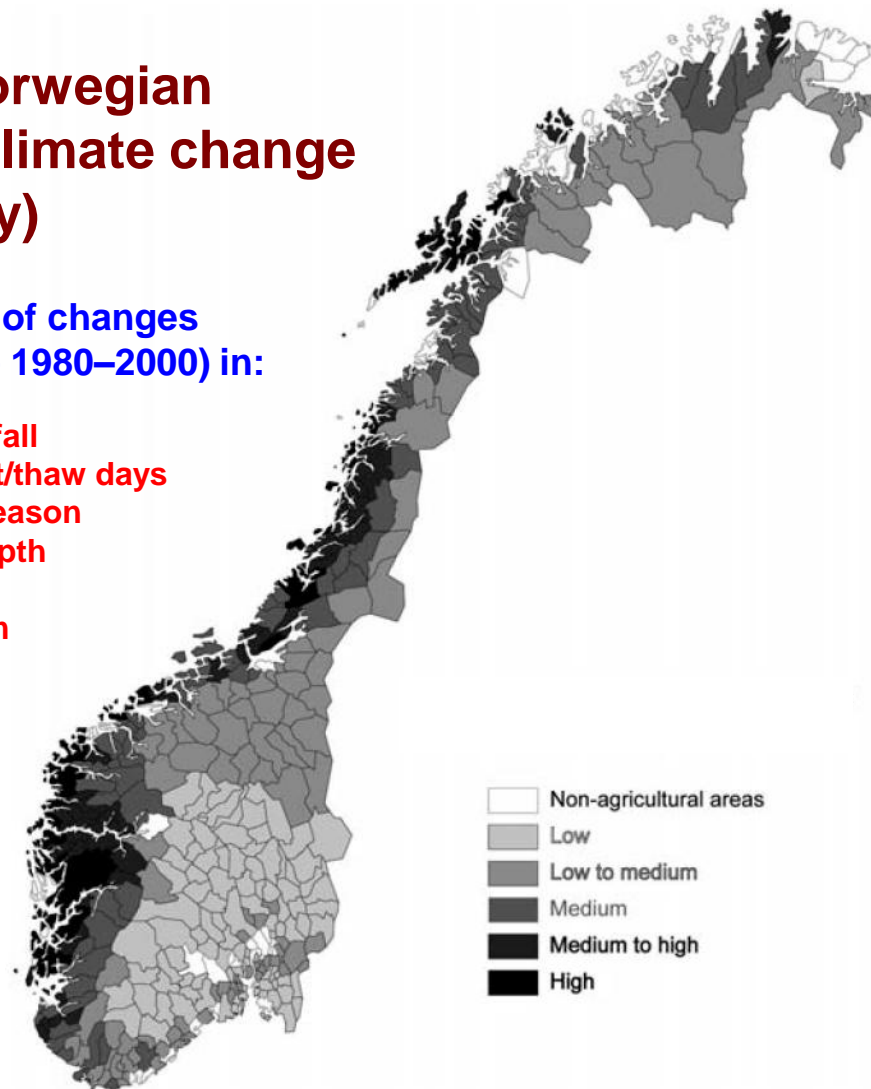 orwegian
limate change
y)
of changes
1980–2000) in:
fall
t/thaw days
eason
pth
n
Non-agricultural areas
Low
Low to medium
Medium
Medium to high
High